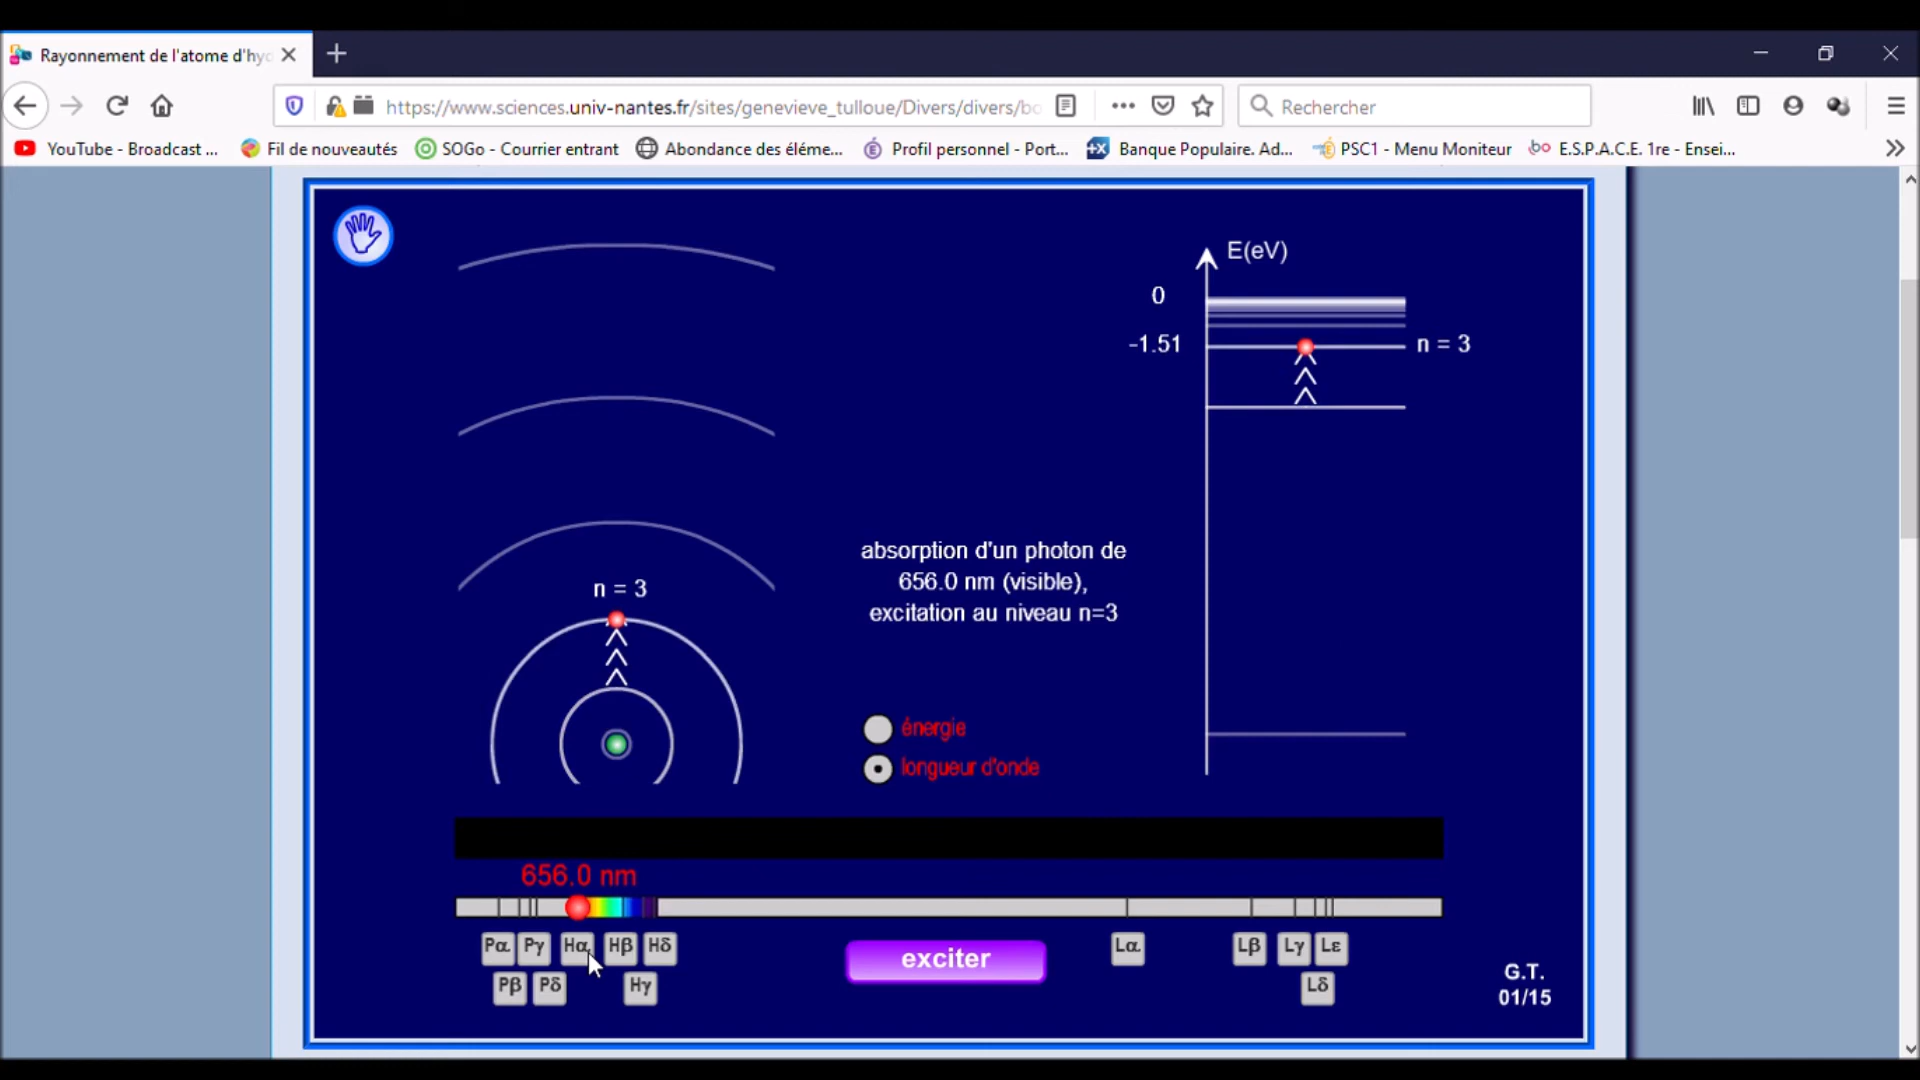 Rayonnement de l'atome d'hyd
https://www.sciences.univ-nantes.fr/sites/genevieve_tulloue/Divers/divers/bo
Rechercher
YouTube - Broadcast ...
Fil de nouveautés
SOGo - Courrier entrant
Abondance des éléme...
Profil personnel - Port...
Banque Populaire. Ad...
PSC1 - Menu Moniteur
E.S.P.A.C.E. 1re - Ensei...
E(eV)
0
-1.51
n = 3
absorption d'un photon de
656.0 nm (visible),
excitation au niveau n=3
n = 3
énergie
longueur d'onde
656.0 nm
Pα Pγ Hα Hβ Hδ Lα Lβ Lγ Lε
exciter
Pβ Pδ Hγ Lδ
G.T.
01/15